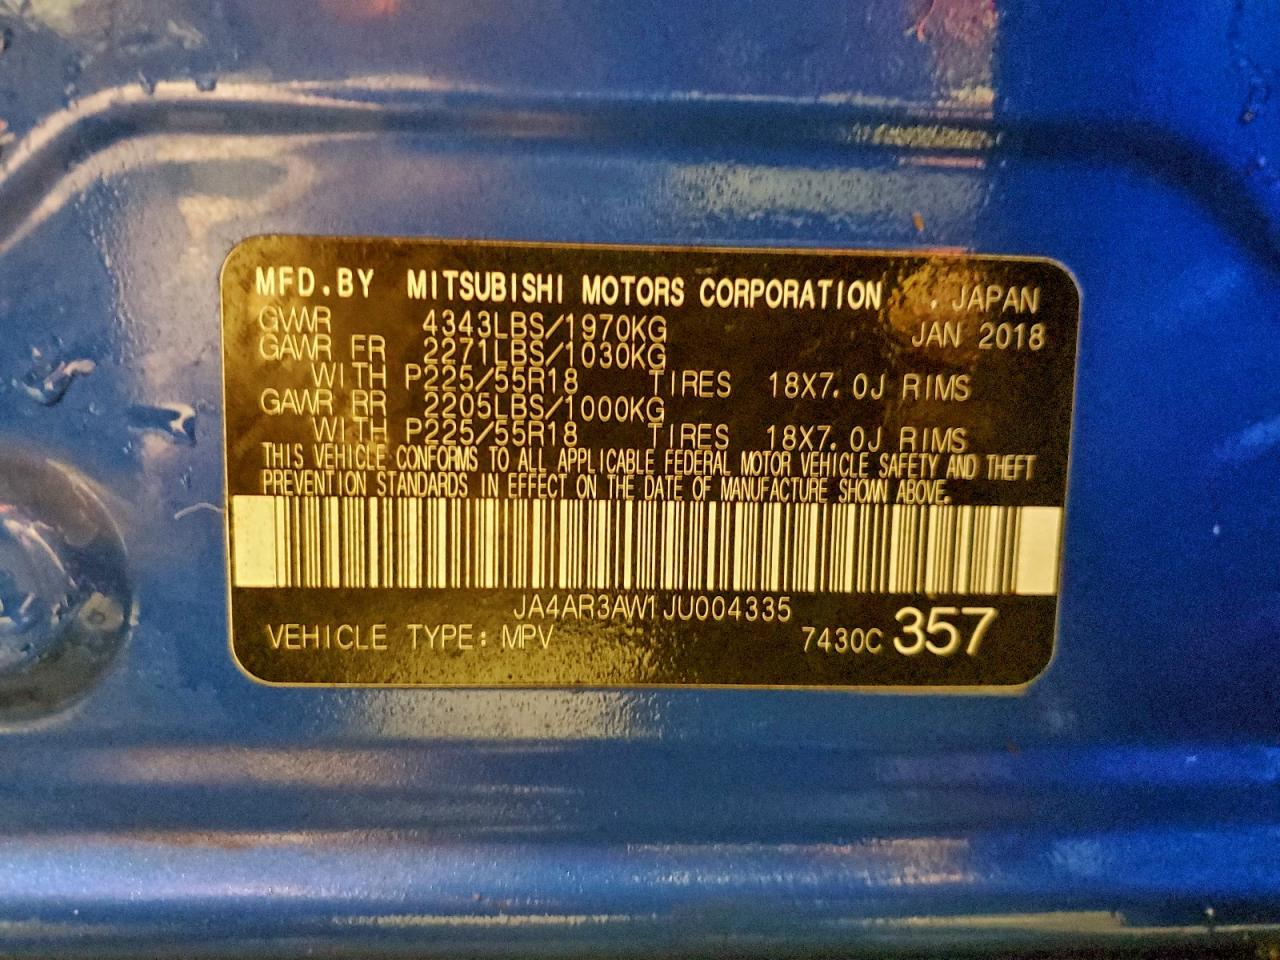 MFD.BY MITSUBISHI MOTORS CORPORATION , JAPAN
GVWR 4343LBS/1970KG JAN 2018
GAWR FR 2271LBS/1030KG
WITH P225/55R18 TIRES 18X7.0J RIMS
GAWR RR 2205LBS/1000KG
WITH P225/55R18 TIRES 18X7.0J RIMS
THIS VEHICLE CONFORMS TO ALL APPLICABLE FEDERAL MOTOR VEHICLE SAFETY AND THEFT
PREVENTION STANDARDS IN EFFECT ON THE DATE OF MANUFACTURE SHOWN ABOVE.
JA4AR3AW1JU004335
VEHICLE TYPE: MPV 7430C 357